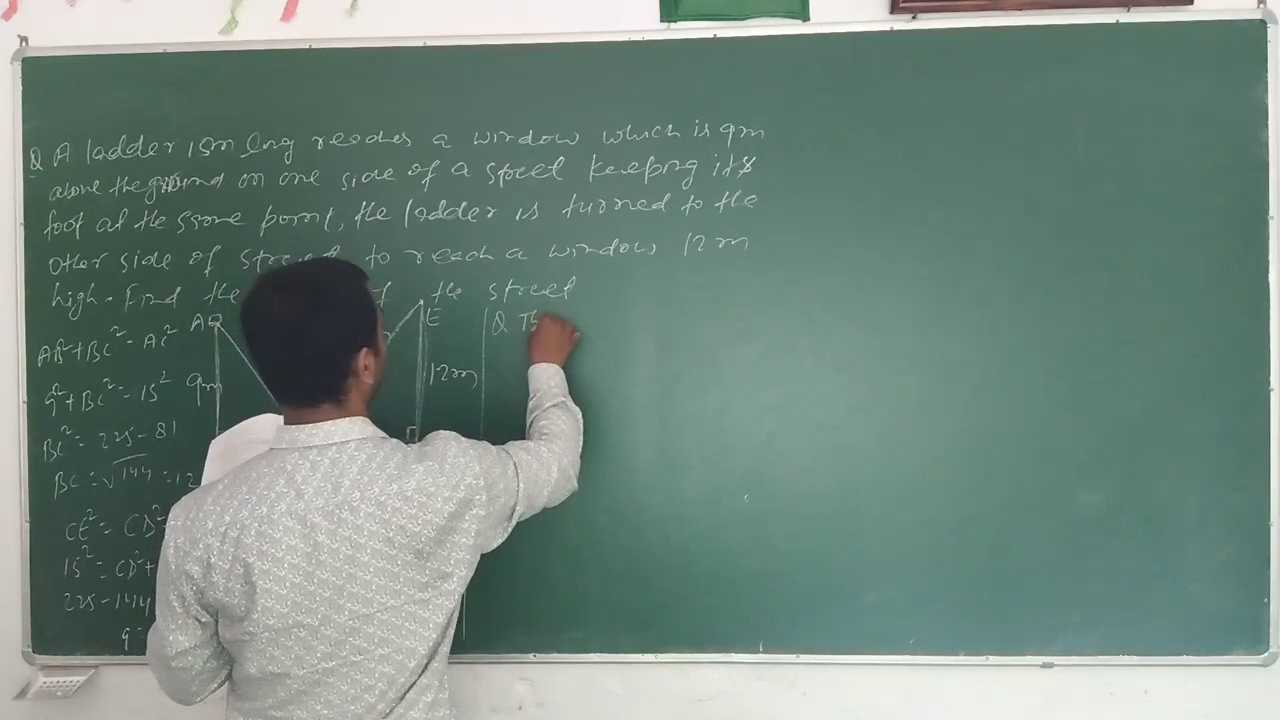 Q A ladder 15m long reaches a window which is 9m
above the ground on one side of a street keeping its
foot at the same point, the ladder is turned to the
other side of street to reach a window 12m
high. Find the the street
A E Q Th
AB²+BC² = AC²
9m 12m
9²+BC² = 15²
BC² = 225-81
BC = √144 = 12
CE² = CD²
15² = CD²+
225-144
9=